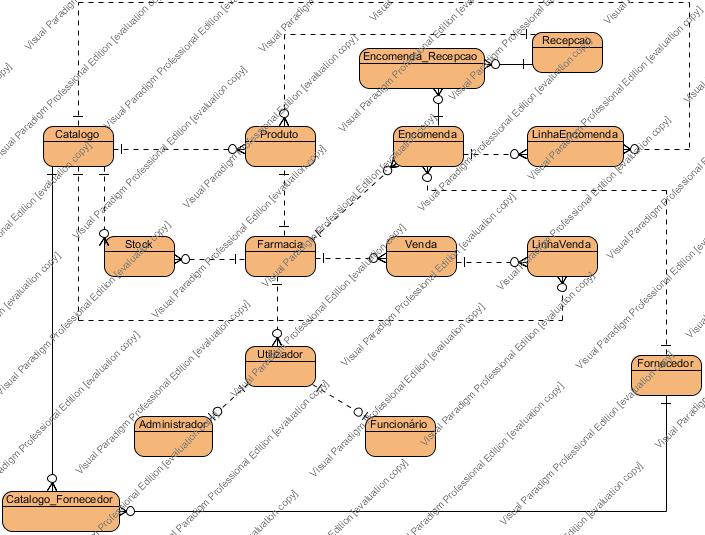 Recepcao
Encomenda_Recepcao
Catalogo
Produto
Encomenda
LinhaEncomenda
Stock
Farmacia
Venda
LinhaVenda
Utilizador
Fornecedor
Administrador
Funcionário
Catalogo_Fornecedor
Visual Paradigm Professional Edition [evaluation copy]